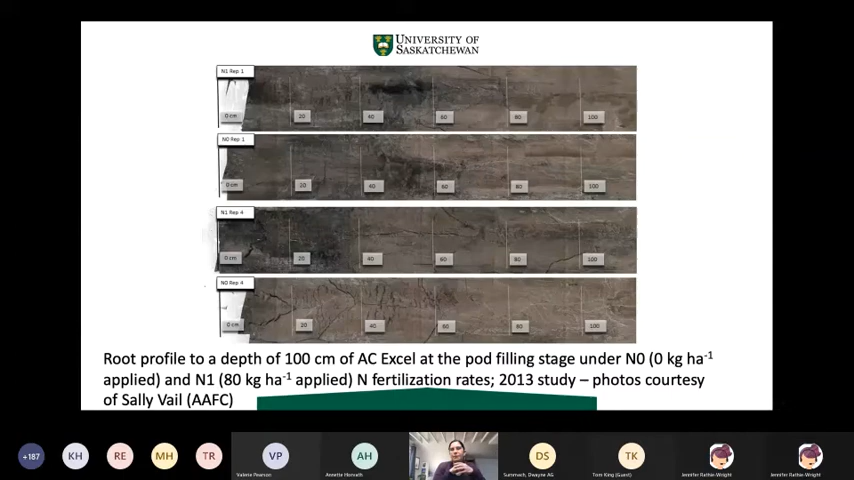 UNIVERSITY OF
SASKATCHEWAN
N1 Rep 1
0 cm 20 40 60 80 100
N0 Rep 1
0 cm 20 40 60 80 100
N1 Rep 4
0 cm 20 40 60 80 100
N0 Rep 4
0 cm 20 40 60 80 100
Root profile to a depth of 100 cm of AC Excel at the pod filling stage under N0 (0 kg ha⁻¹
applied) and N1 (80 kg ha⁻¹ applied) N fertilization rates; 2013 study – photos courtesy
of Sally Vail (AAFC)
+187 KH RE MH TR VP AH DS TK
Valerie Pearson Annette Horvath Summach, Dwayne AG Tom King (Guest) Jennifer Rathie-Wright Jennifer Rathie-Wright